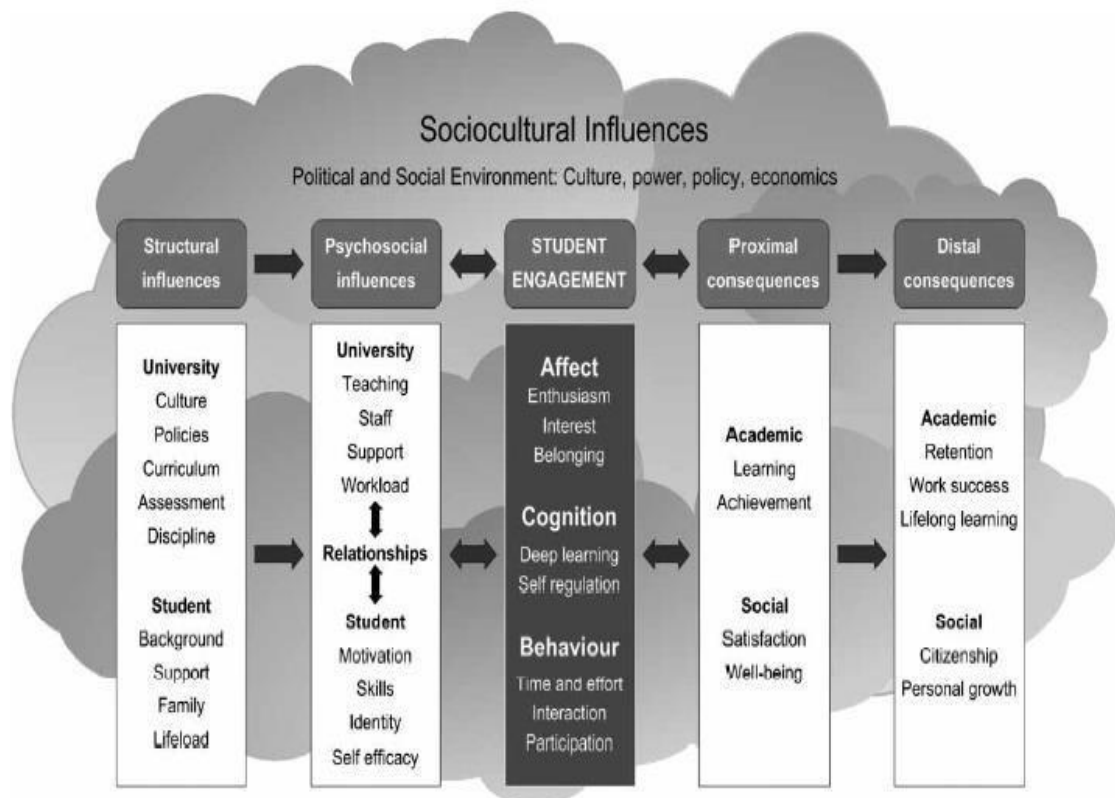 Sociocultural Influences
Political and Social Environment: Culture, power, policy, economics
Structural
influences
Psychosocial
influences
STUDENT
ENGAGEMENT
Proximal
consequences
Distal
consequences
University
Culture
Policies
Curriculum
Assessment
Discipline
Student
Background
Support
Family
Lifeload
University
Teaching
Staff
Support
Workload
Relationships
Student
Motivation
Skills
Identity
Self efficacy
Affect
Enthusiasm
Interest
Belonging
Cognition
Deep learning
Self regulation
Behaviour
Time and effort
Interaction
Participation
Academic
Learning
Achievement
Social
Satisfaction
Well-being
Academic
Retention
Work success
Lifelong learning
Social
Citizenship
Personal growth